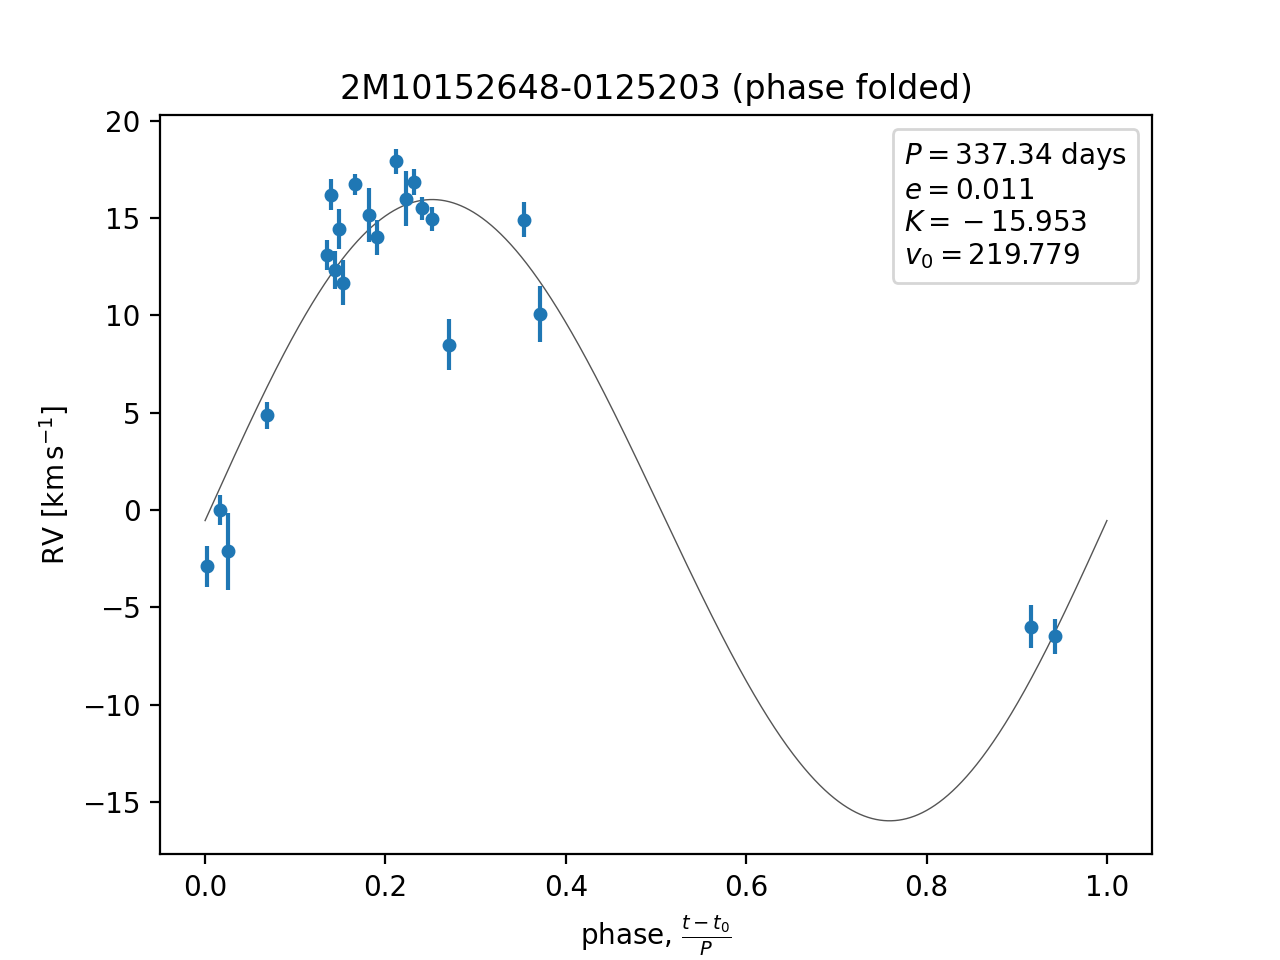 2M10152648-0125203 (phase folded)
P = 337.34 days
e = 0.011
K = −15.953
v₀ = 219.779
20
15
10
5
0
−5
−10
−15
RV [km s⁻¹]
0.0 0.2 0.4 0.6 0.8 1.0
phase, (t − t₀)/P